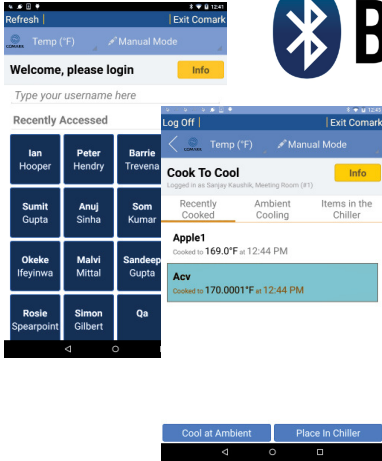 12:41
Refresh | Exit Comark
COMARK Temp (°F) Manual Mode
Welcome, please login Info
Type your username here
Recently Accessed
Ian Hooper
Peter Hendry
Barrie Trevena
Sumit Gupta
Anuj Sinha
Som Kumar
Okeke Ifeyinwa
Malvi Mittal
Sandeep Gupta
Rosie Spearpoint
Simon Gilbert
Qa
B
12:41
Log Off | Exit Comark
Temp (°F) Manual Mode
Cook To Cool Info
Logged in as Sanjay Kaushik, Meeting Room (#1)
Recently Cooked
Ambient Cooling
Items in the Chiller
Apple1
Cooked to 169.0°F at 12:44 PM
Acv
Cooked to 170.0001°F at 12:44 PM
Cool at Ambient Place In Chiller